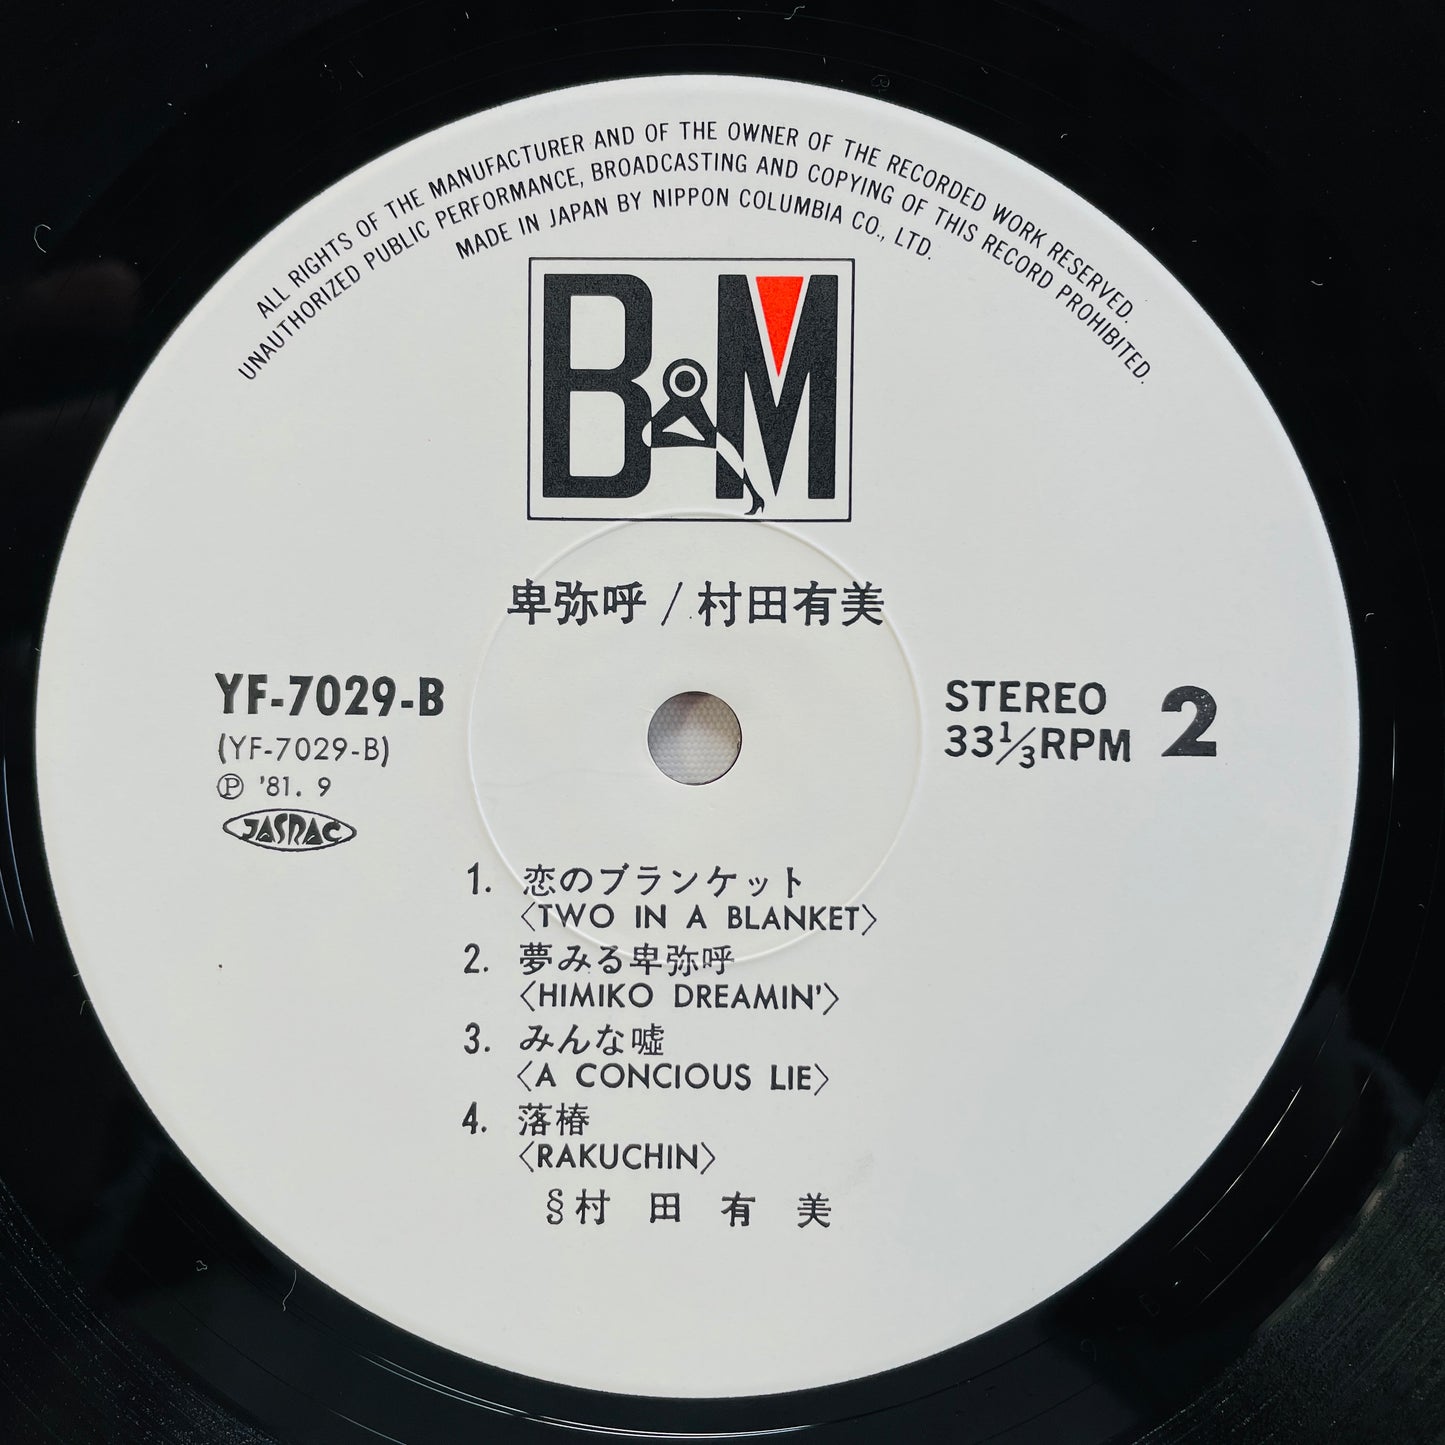 ALL RIGHTS OF THE MANUFACTURER AND OF THE OWNER OF THE RECORDED WORK RESERVED.
UNAUTHORIZED PUBLIC PERFORMANCE, BROADCASTING AND COPYING OF THIS RECORD PROHIBITED.
MADE IN JAPAN BY NIPPON COLUMBIA CO., LTD.
B&M
卑弥呼 / 村田有美
YF-7029-B
(YF-7029-B)
Ⓟ '81. 9
JASRAC
STEREO
33 1/3 RPM
2
1. 恋のブランケット
〈TWO IN A BLANKET〉
2. 夢みる卑弥呼
〈HIMIKO DREAMIN'〉
3. みんな嘘
〈A CONCIOUS LIE〉
4. 落椿
〈RAKUCHIN〉
§村田有美